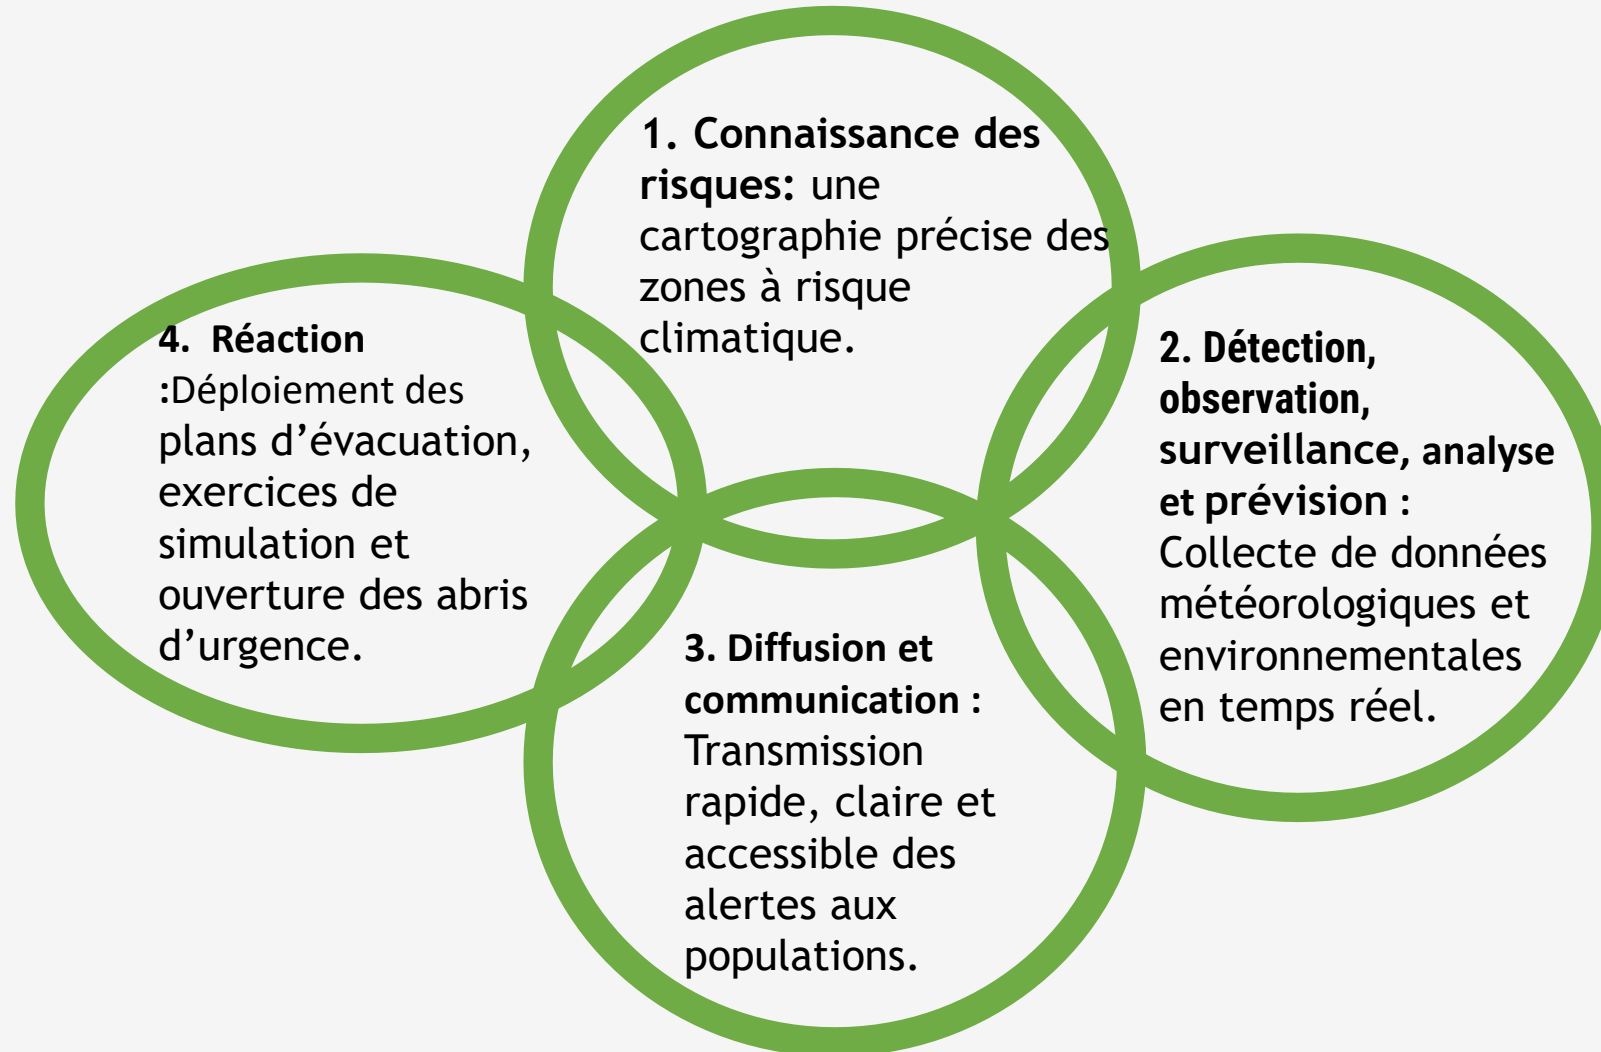 1. Connaissance des
risques: une
cartographie précise des
zones à risque
climatique.
2. Détection,
observation,
surveillance, analyse
et prévision :
Collecte de données
météorologiques et
environnementales
en temps réel.
3. Diffusion et
communication :
Transmission
rapide, claire et
accessible des
alertes aux
populations.
4. Réaction
:Déploiement des
plans d’évacuation,
exercices de
simulation et
ouverture des abris
d’urgence.